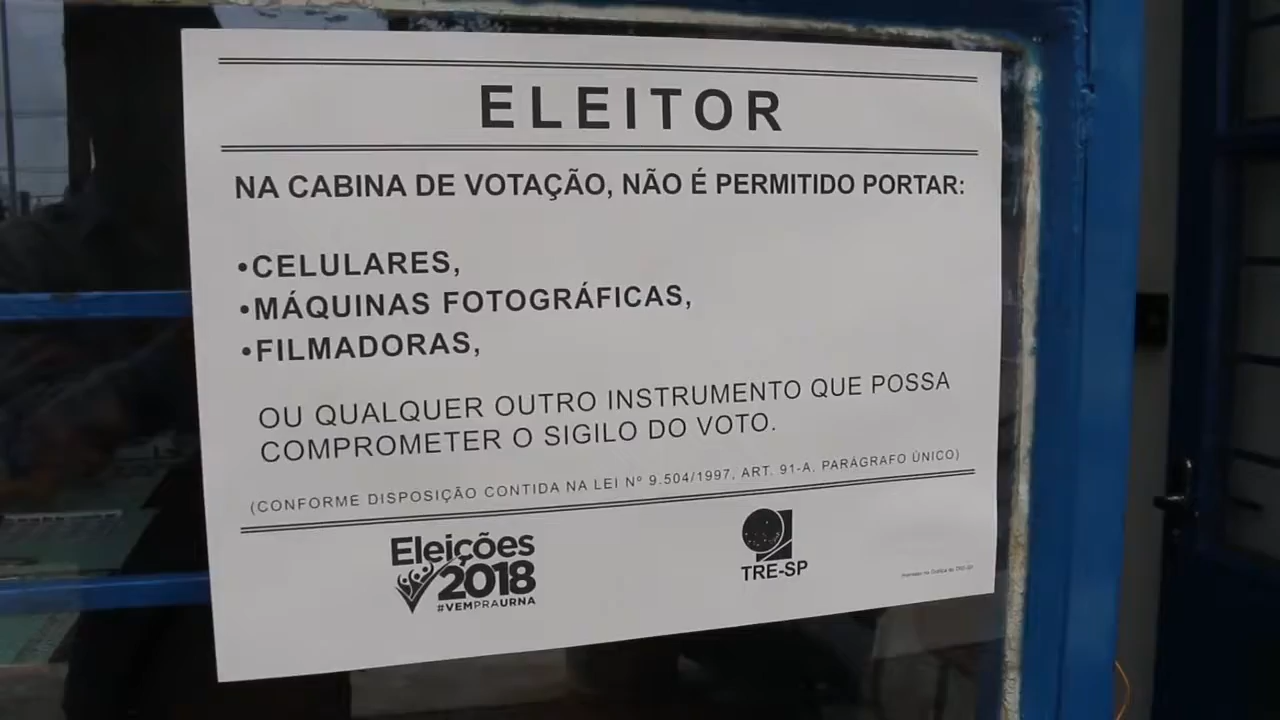 ELEITOR
NA CABINA DE VOTAÇÃO, NÃO É PERMITIDO PORTAR:
•CELULARES,
•MÁQUINAS FOTOGRÁFICAS,
•FILMADORAS,
OU QUALQUER OUTRO INSTRUMENTO QUE POSSA
COMPROMETER O SIGILO DO VOTO.
(CONFORME DISPOSIÇÃO CONTIDA NA LEI Nº 9.504/1997, ART. 91-A, PARÁGRAFO ÚNICO)
Eleições
2018
#VEMPRAURNA
TRE-SP